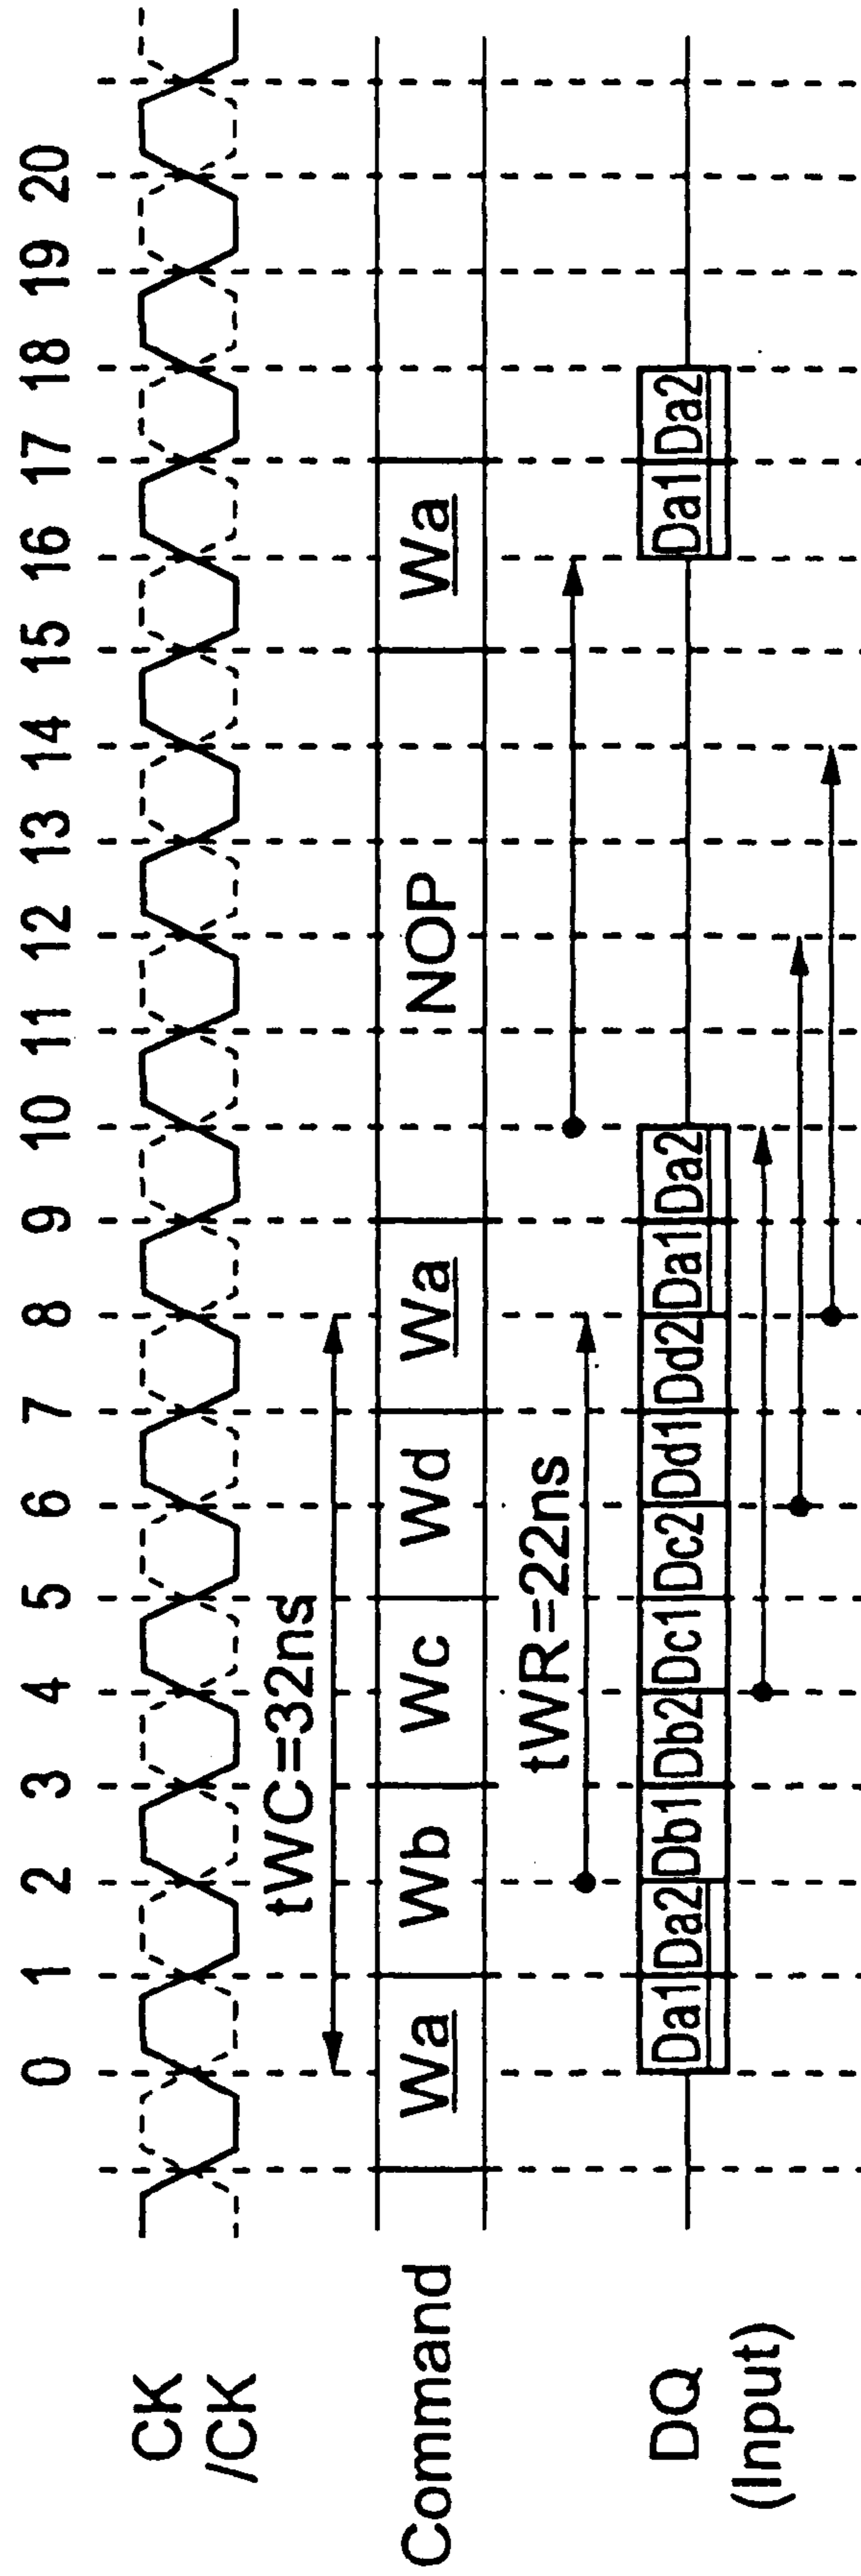 0 1 2 3 4 5 6 7 8 9 10 11 12 13 14 15 16 17 18 19 20
CK
/CK
tWC=32ns
Command Wa Wb Wc Wd Wa NOP Wa
tWR=22ns
DQ Da1 Da2 Db1 Db2 Dc1 Dc2 Dd1 Dd2 Da1 Da2 Da1 Da2
(Input)